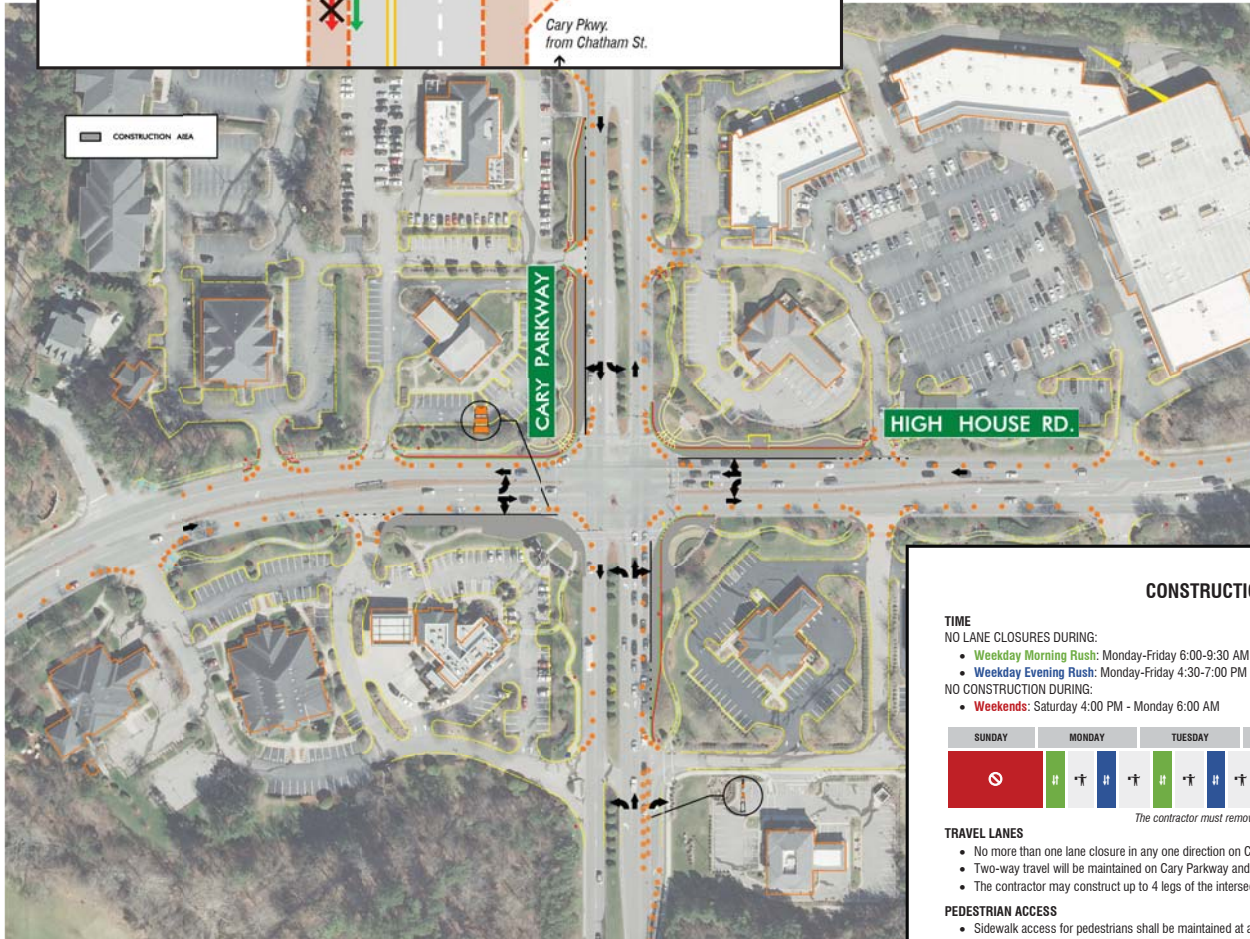 Cary Pkwy.
from Chatham St.
CONSTRUCTION AREA
CARY PARKWAY
HIGH HOUSE RD.
CONSTRUCTIO
TIME
NO LANE CLOSURES DURING:
• Weekday Morning Rush: Monday-Friday 6:00-9:30 AM
• Weekday Evening Rush: Monday-Friday 4:30-7:00 PM
NO CONSTRUCTION DURING:
• Weekends: Saturday 4:00 PM - Monday 6:00 AM
SUNDAY MONDAY TUESDAY
The contractor must remov
TRAVEL LANES
• No more than one lane closure in any one direction on C
• Two-way travel will be maintained on Cary Parkway and
• The contractor may construct up to 4 legs of the interse
PEDESTRIAN ACCESS
• Sidewalk access for pedestrians shall be maintained at a